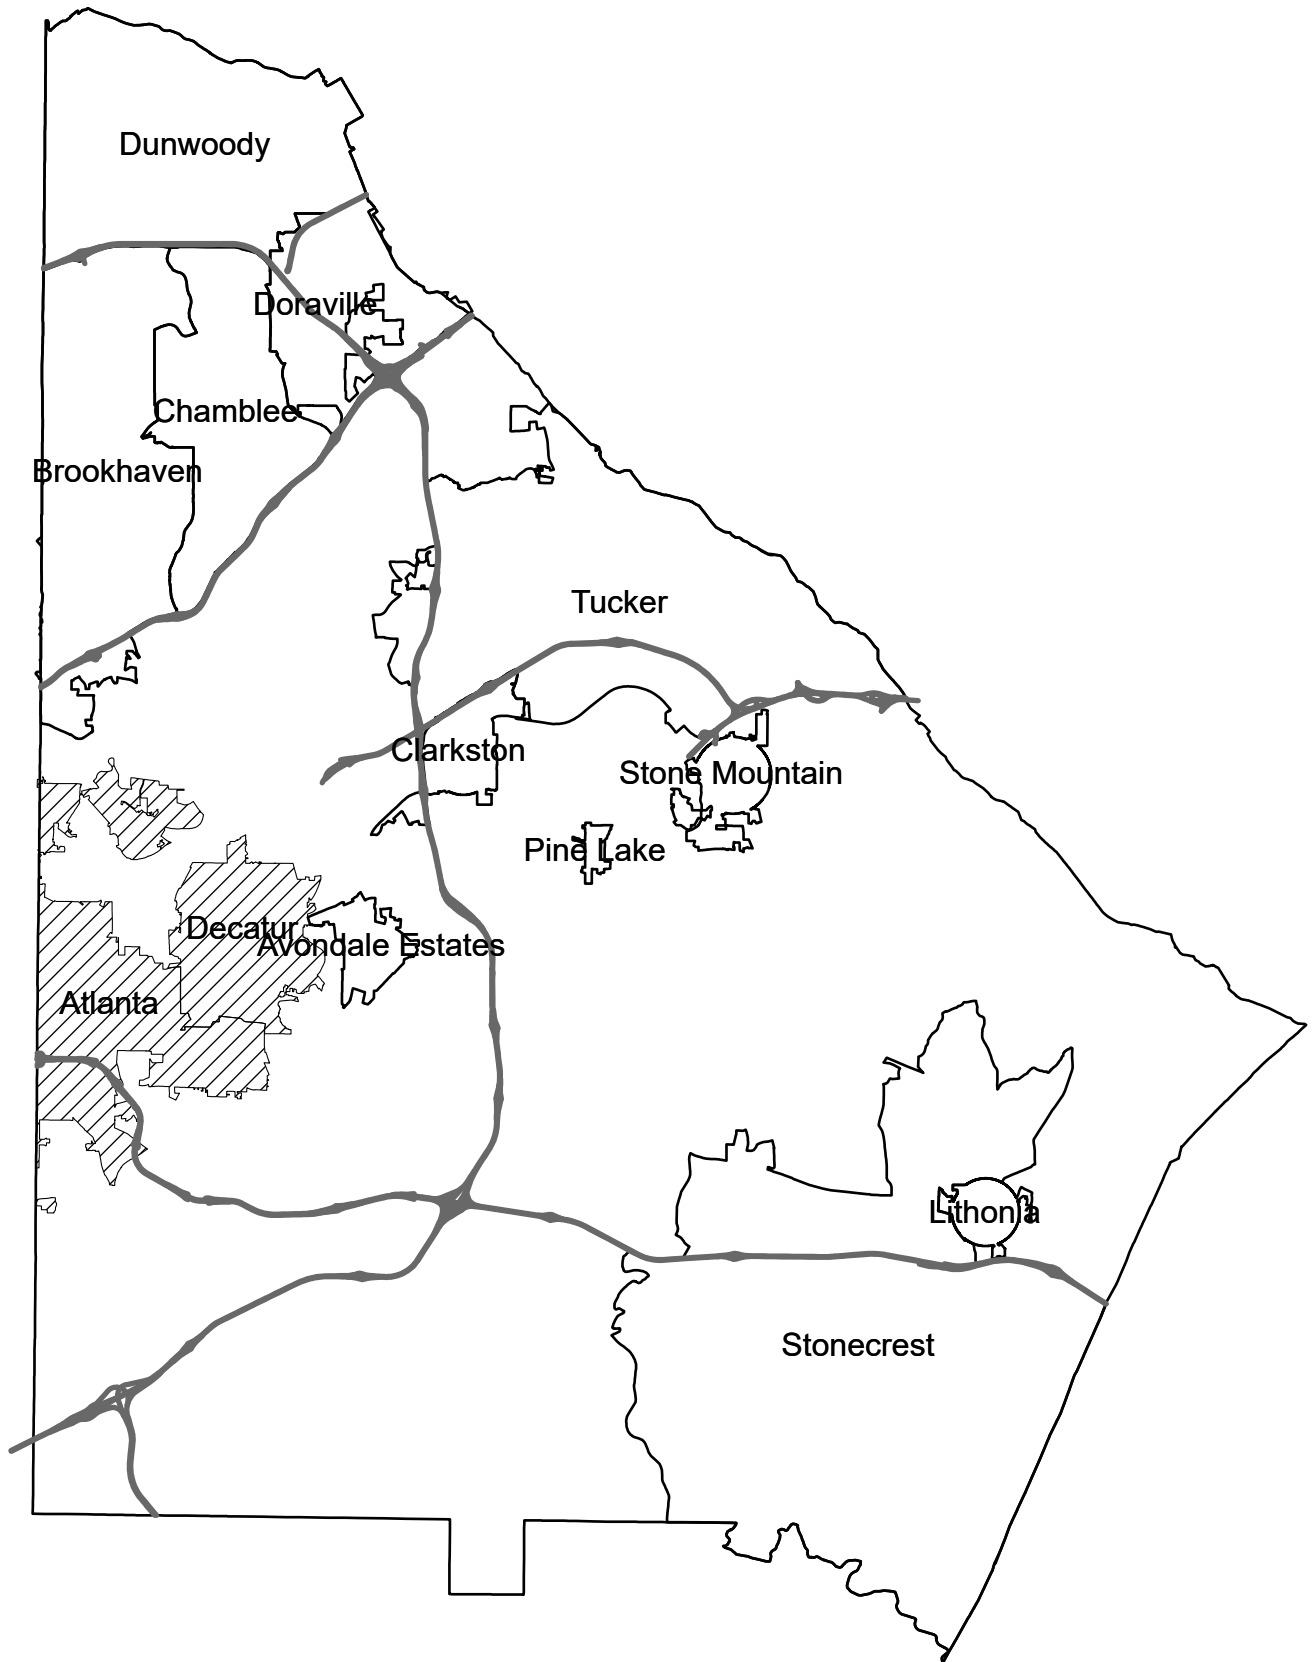 Dunwoody
Doraville
Chamblee
Brookhaven
Tucker
Clarkston
Stone Mountain
Pine Lake
Decatur
Avondale Estates
Atlanta
Lithonia
Stonecrest